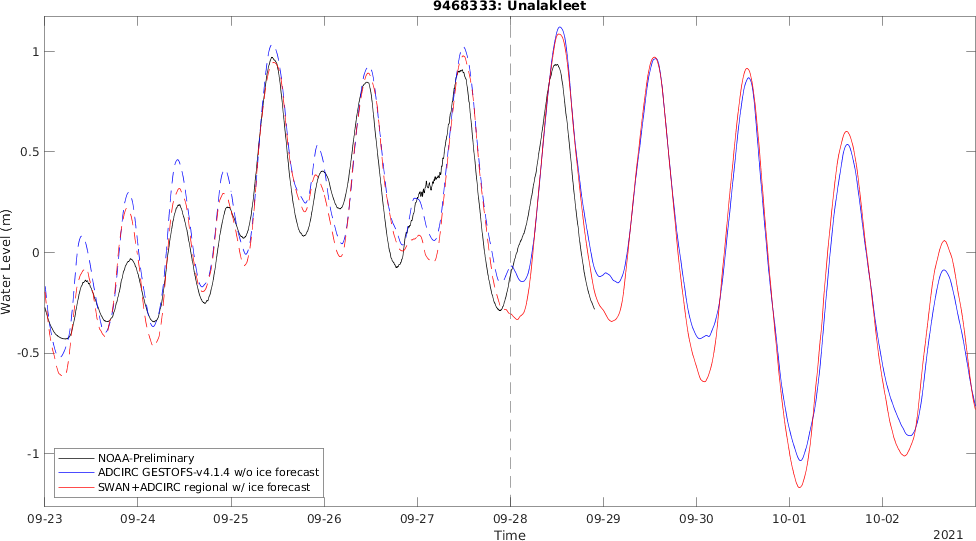 9468333: Unalakleet
Water Level (m)
1
0.5
0
-0.5
-1
NOAA-Preliminary
ADCIRC GESTOFS-v4.1.4 w/o ice forecast
SWAN+ADCIRC regional w/ ice forecast
09-23 09-24 09-25 09-26 09-27 09-28 09-29 09-30 10-01 10-02
Time
2021